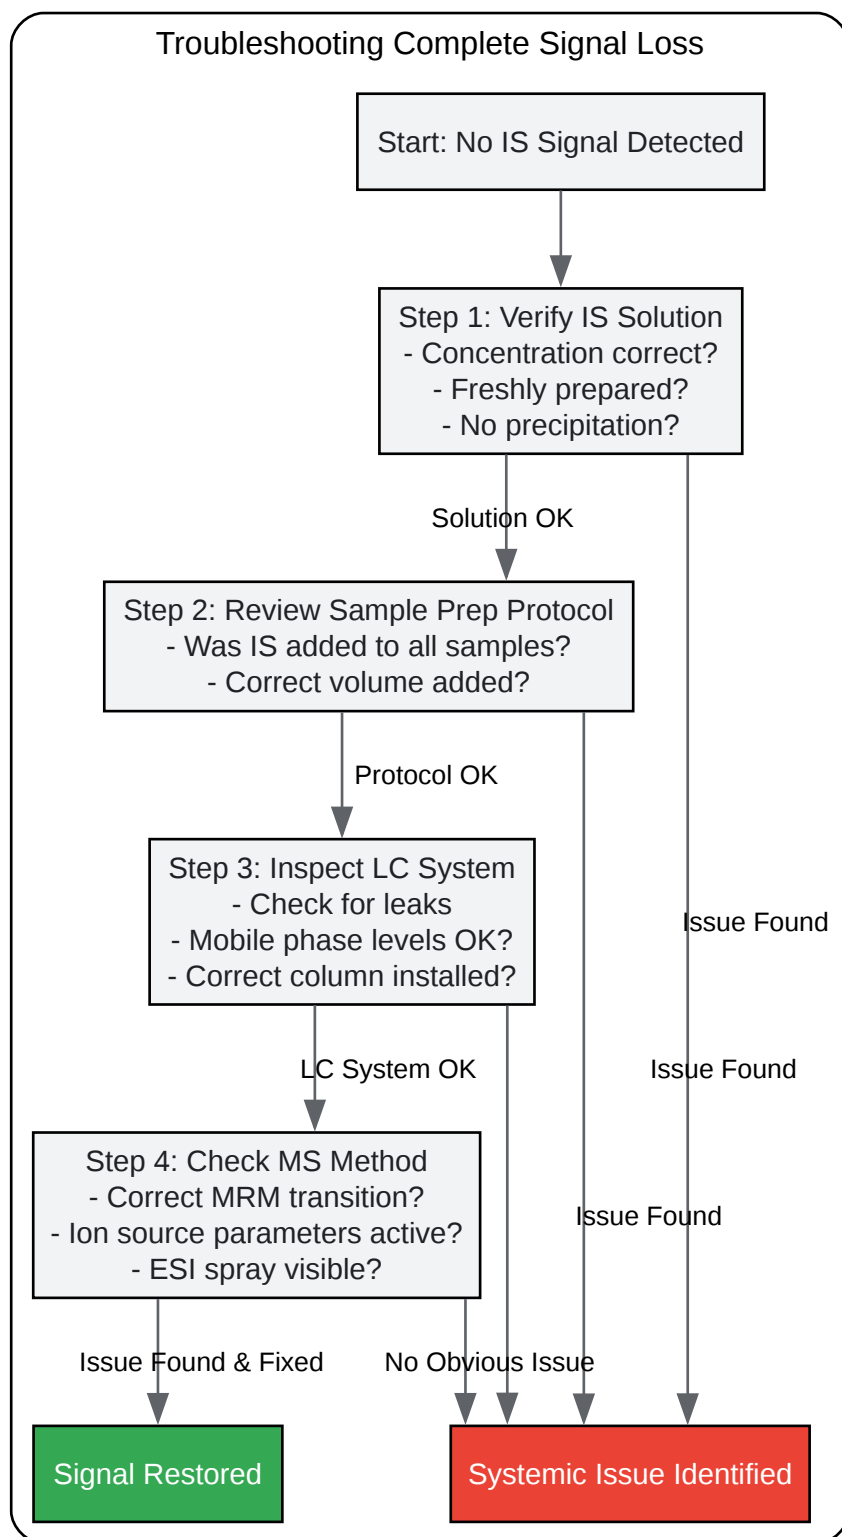 Troubleshooting Complete Signal Loss
Start: No IS Signal Detected
Step 1: Verify IS Solution
- Concentration correct?
- Freshly prepared?
- No precipitation?
Solution OK
Step 2: Review Sample Prep Protocol
- Was IS added to all samples?
- Correct volume added?
Protocol OK
Step 3: Inspect LC System
- Check for leaks
- Mobile phase levels OK?
- Correct column installed?
Issue Found
LC System OK
Issue Found
Step 4: Check MS Method
- Correct MRM transition?
- Ion source parameters active?
- ESI spray visible?
Issue Found
Issue Found & Fixed
No Obvious Issue
Signal Restored
Systemic Issue Identified